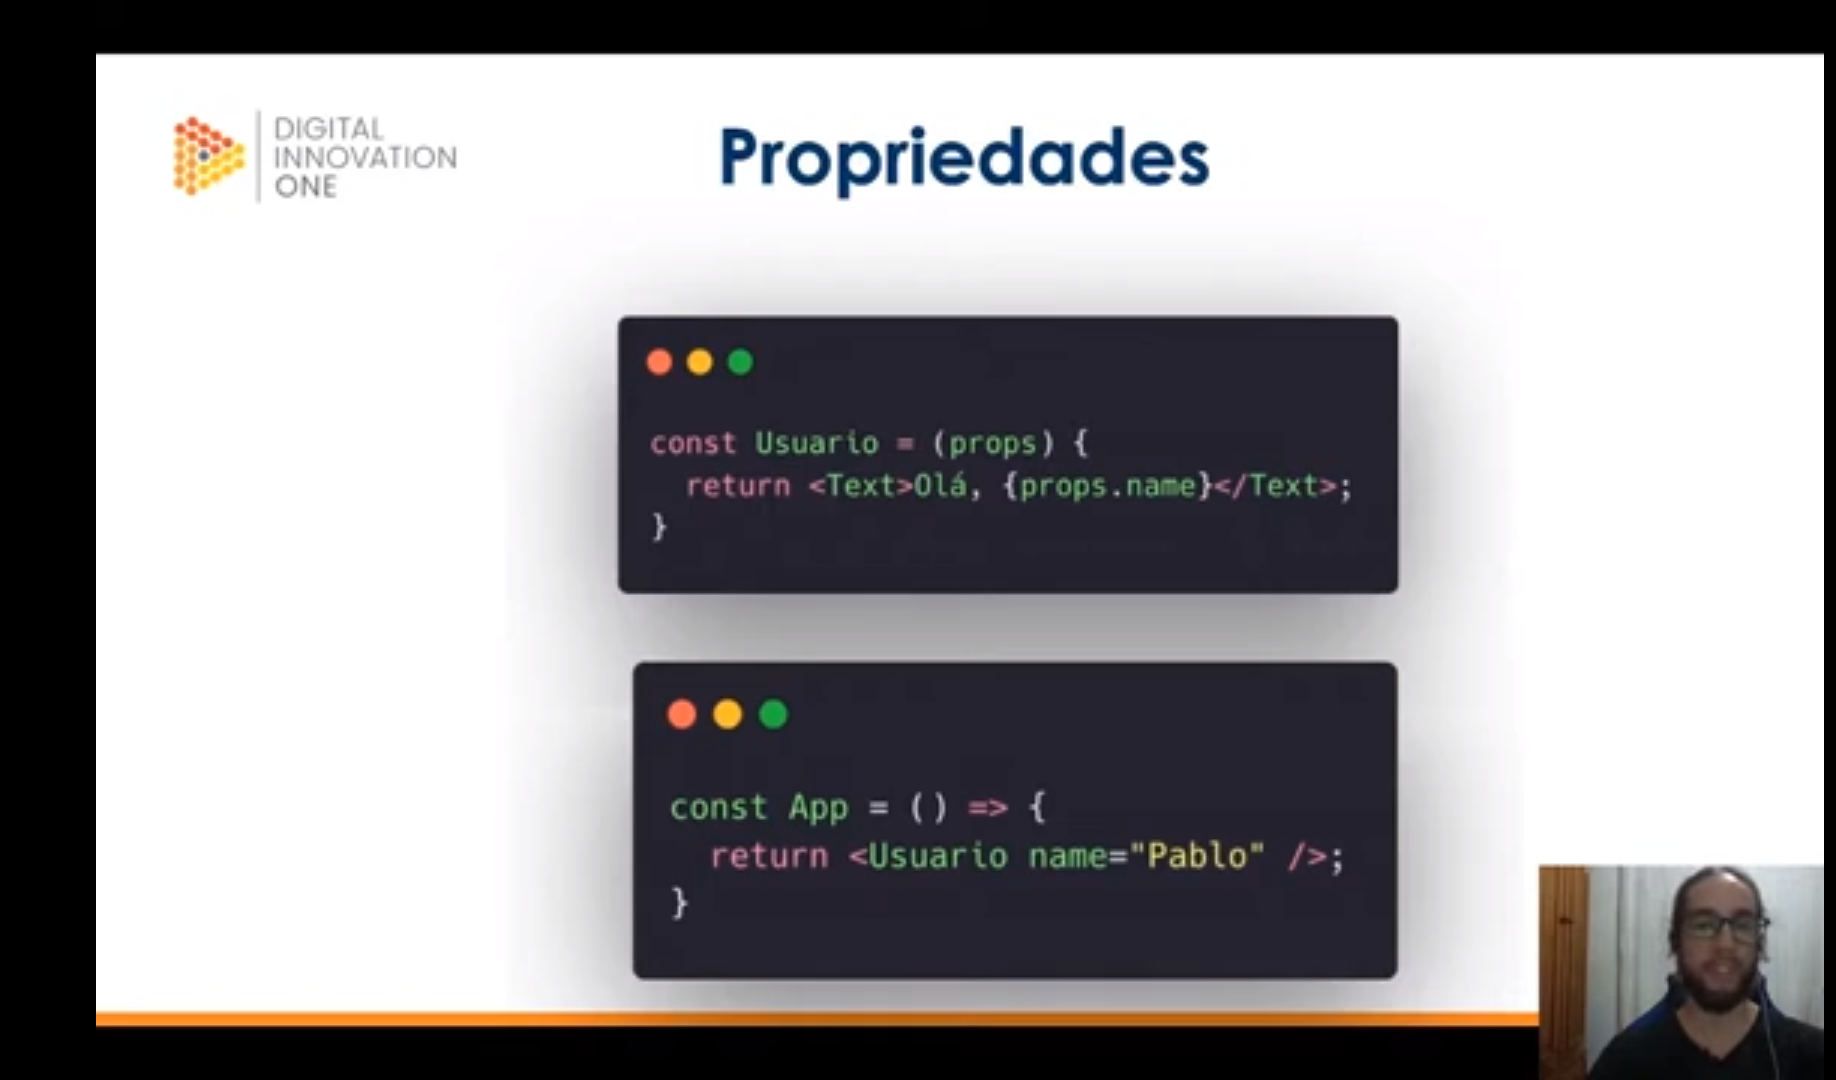 DIGITAL
INNOVATION
ONE
Propriedades
const Usuario = (props) {
  return <Text>Olá, {props.name}</Text>;
}
const App = () => {
  return <Usuario name="Pablo" />;
}